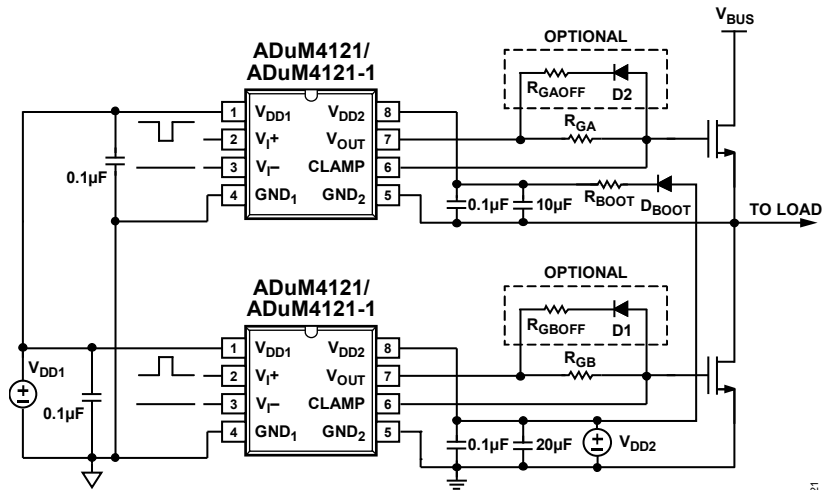 OPTIONAL
V_BUS
ADuM4121/
ADuM4121-1
R_GAOFF
D2
1 V_DD1 V_DD2 8
R_GA
2 V_I+ V_OUT 7
3 V_I– CLAMP 6
0.1µF
4 GND_1 GND_2 5
0.1µF
10µF
R_BOOT
D_BOOT
TO LOAD
ADuM4121/
ADuM4121-1
OPTIONAL
R_GBOFF
D1
1 V_DD1 V_DD2 8
R_GB
V_DD1
2 V_I+ V_OUT 7
3 V_I– CLAMP 6
0.1µF
4 GND_1 GND_2 5
0.1µF
20µF
V_DD2
21